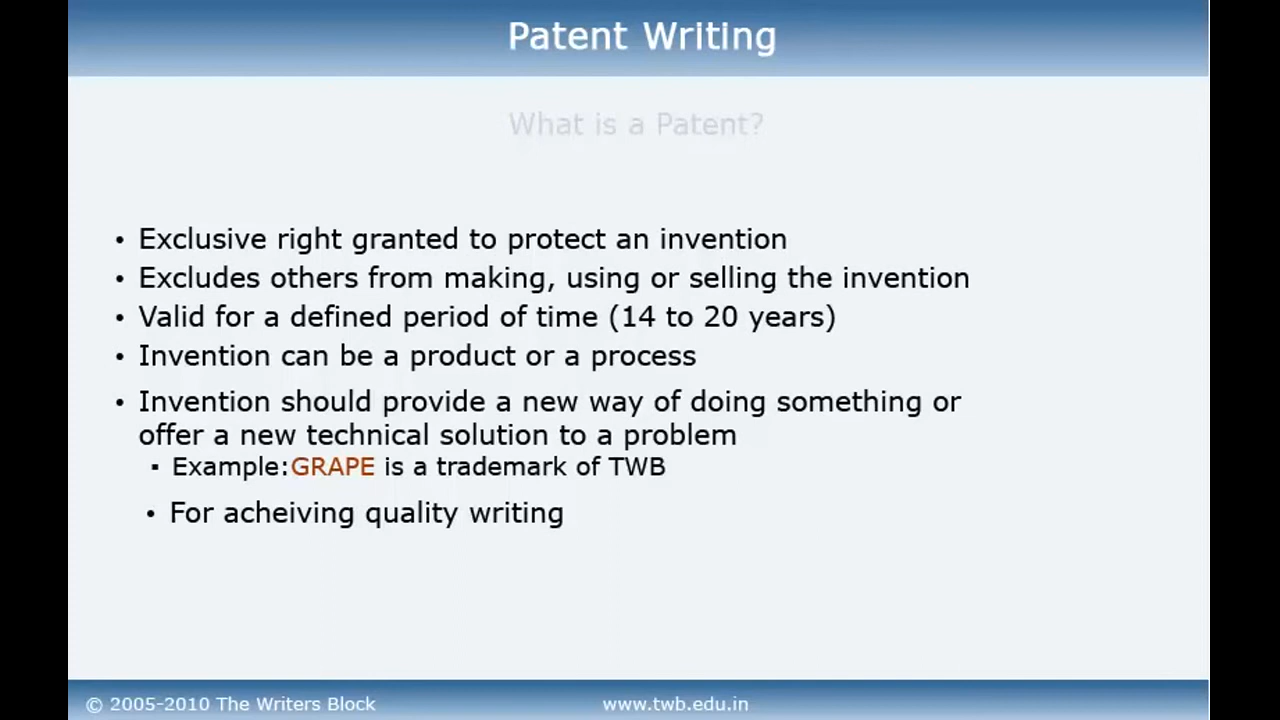 Patent Writing
What is a Patent?
• Exclusive right granted to protect an invention
• Excludes others from making, using or selling the invention
• Valid for a defined period of time (14 to 20 years)
• Invention can be a product or a process
• Invention should provide a new way of doing something or
offer a new technical solution to a problem
▪ Example:GRAPE is a trademark of TWB
• For acheiving quality writing
© 2005-2010 The Writers Block www.twb.edu.in